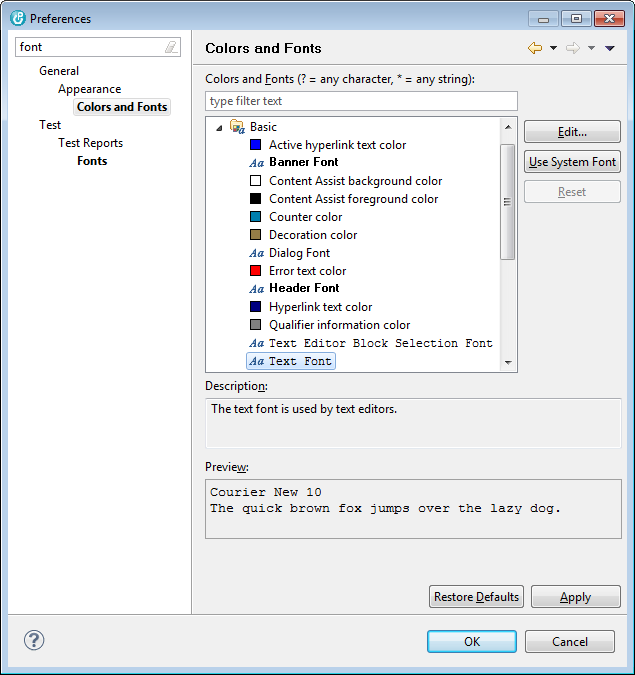 Preferences
font
General
Appearance
Colors and Fonts
Test
Test Reports
Fonts
Colors and Fonts
Colors and Fonts (? = any character, * = any string):
type filter text
Basic
Active hyperlink text color
Aa Banner Font
Content Assist background color
Content Assist foreground color
Counter color
Decoration color
Aa Dialog Font
Error text color
Aa Header Font
Hyperlink text color
Qualifier information color
Aa Text Editor Block Selection Font
Aa Text Font
Edit...
Use System Font
Reset
Description:
The text font is used by text editors.
Preview:
Courier New 10
The quick brown fox jumps over the lazy dog.
Restore Defaults
Apply
?
OK
Cancel